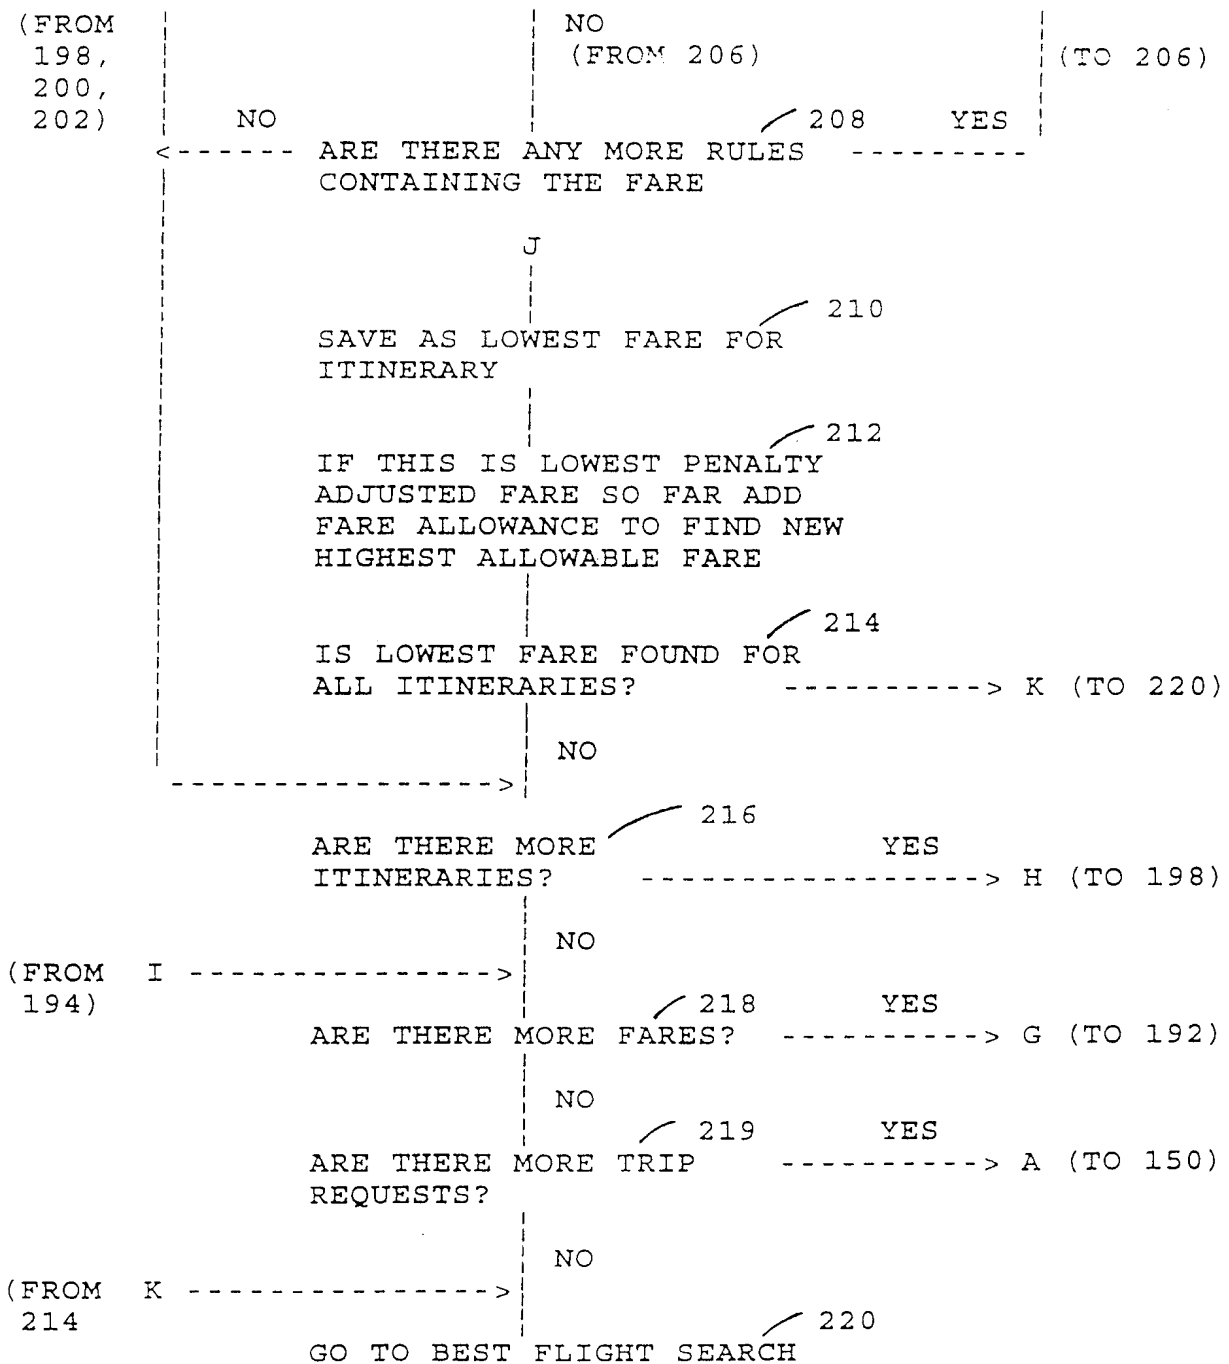 (FROM 198, 200, 202)
NO
(FROM 206)
(TO 206)
NO
208
YES
ARE THERE ANY MORE RULES
CONTAINING THE FARE
J
210
SAVE AS LOWEST FARE FOR
ITINERARY
212
IF THIS IS LOWEST PENALTY
ADJUSTED FARE SO FAR ADD
FARE ALLOWANCE TO FIND NEW
HIGHEST ALLOWABLE FARE
214
IS LOWEST FARE FOUND FOR
ALL ITINERARIES?
K (TO 220)
NO
216
ARE THERE MORE
YES
ITINERARIES?
H (TO 198)
NO
(FROM I
194)
218
YES
ARE THERE MORE FARES?
G (TO 192)
NO
219
YES
ARE THERE MORE TRIP
A (TO 150)
REQUESTS?
NO
(FROM K
214
220
GO TO BEST FLIGHT SEARCH